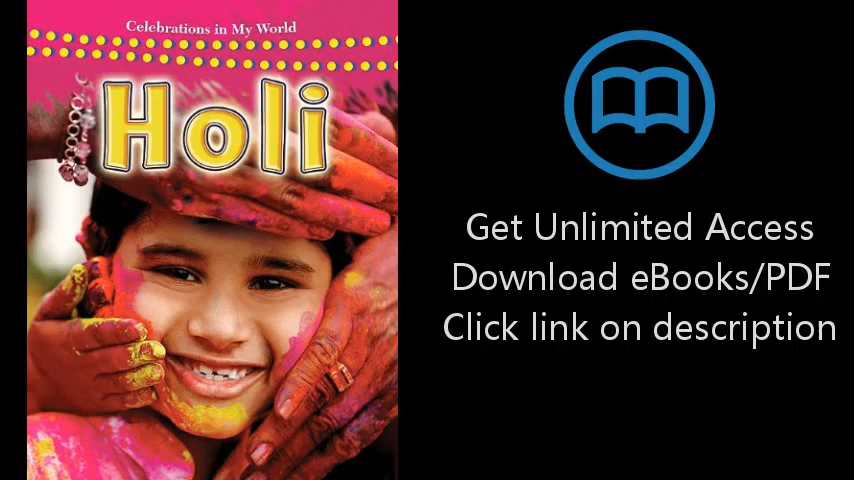 Celebrations in My World
Holi
Get Unlimited Access
Download eBooks/PDF
Click link on description